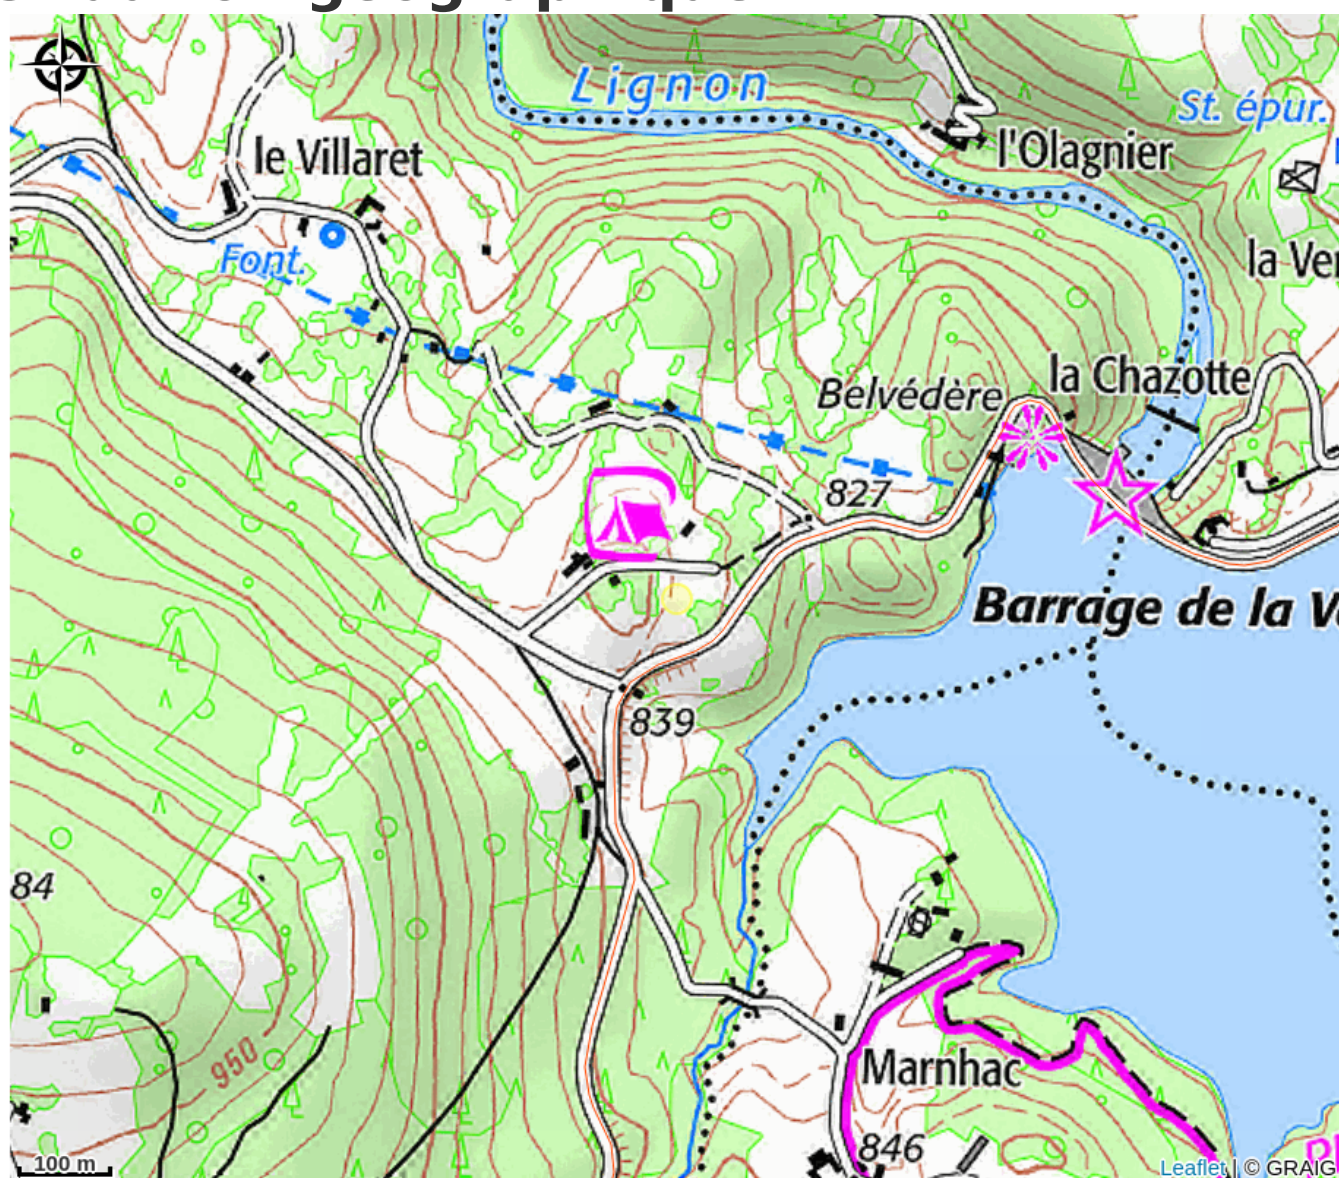 Lignon
St. épur.
l'Olagnier
le Villaret
Font.
la Ver
la Chazotte
Belvédère
827
Barrage de la V
839
84
950
Marnhac
846
100 m
Leaflet | © GRAIG